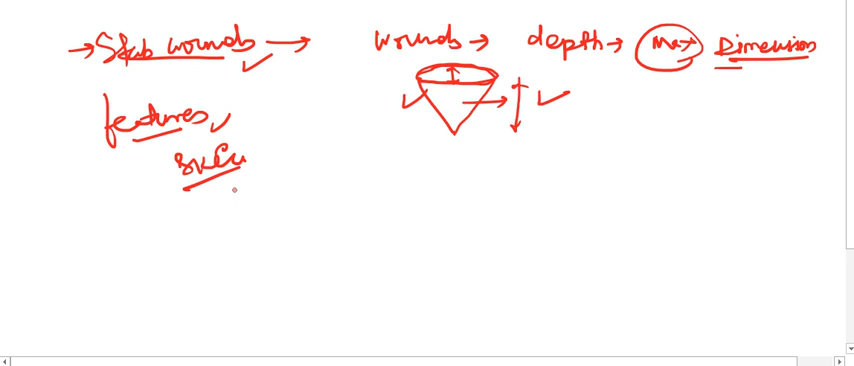 → Stab wounds → wounds → depth → Max Dimension
features